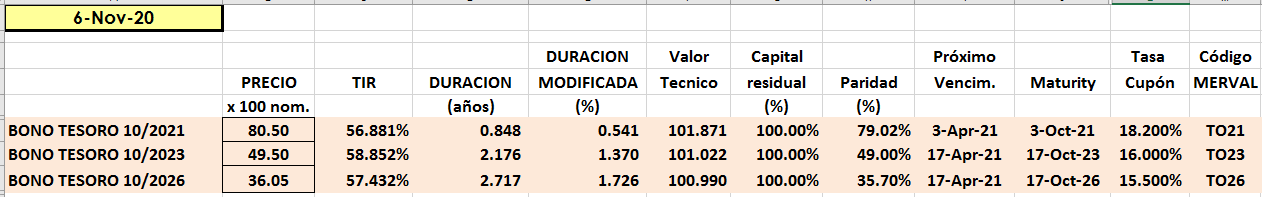 6-Nov-20
DURACION Valor Capital Próximo Tasa Código
PRECIO TIR DURACION MODIFICADA Tecnico residual Paridad Vencim. Maturity Cupón MERVAL
x 100 nom. (años) (%) (%) (%)
BONO TESORO 10/2021 80.50 56.881% 0.848 0.541 101.871 100.00% 79.02% 3-Apr-21 3-Oct-21 18.200% TO21
BONO TESORO 10/2023 49.50 58.852% 2.176 1.370 101.022 100.00% 49.00% 17-Apr-21 17-Oct-23 16.000% TO23
BONO TESORO 10/2026 36.05 57.432% 2.717 1.726 100.990 100.00% 35.70% 17-Apr-21 17-Oct-26 15.500% TO26